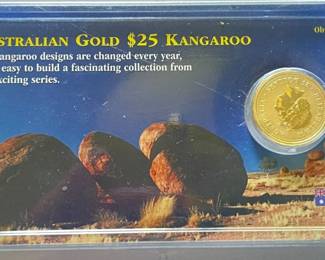 STRALIAN GOLD $25 KANGAROO
Ob
angaroo designs are changed every year,
easy to build a fascinating collection from
xciting series.